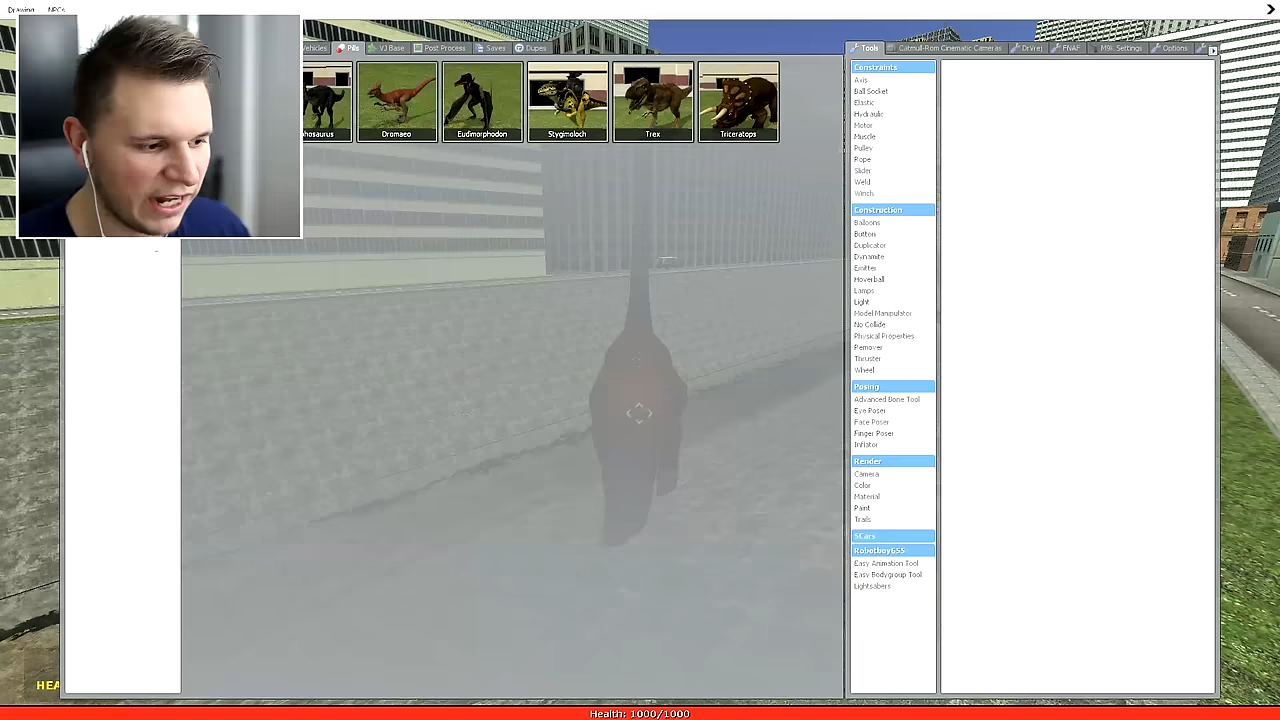 Drawing NPCs
Vehicles Pills VJ Base Post Process Saves Dupes
Tools Catmull-Rom Cinematic Cameras DrVrej FNAF M9k Settings Options
Dromaeo Eudimorphodon Stygimoloch Trex Triceratops
Constraints
Axis
Ball Socket
Elastic
Hydraulic
Motor
Muscle
Pulley
Rope
Slider
Weld
Winch
Construction
Balloons
Button
Duplicator
Dynamite
Emitter
Hoverball
Lamps
Light
Model Manipulator
No Collide
Physical Properties
Remover
Thruster
Wheel
Posing
Advanced Bone Tool
Eye Poser
Face Poser
Finger Poser
Inflator
Render
Camera
Color
Material
Paint
Trails
SCars
Robotboy655
Easy Animation Tool
Easy Bodygroup Tool
Lightsabers
HEA
Health: 1000/1000